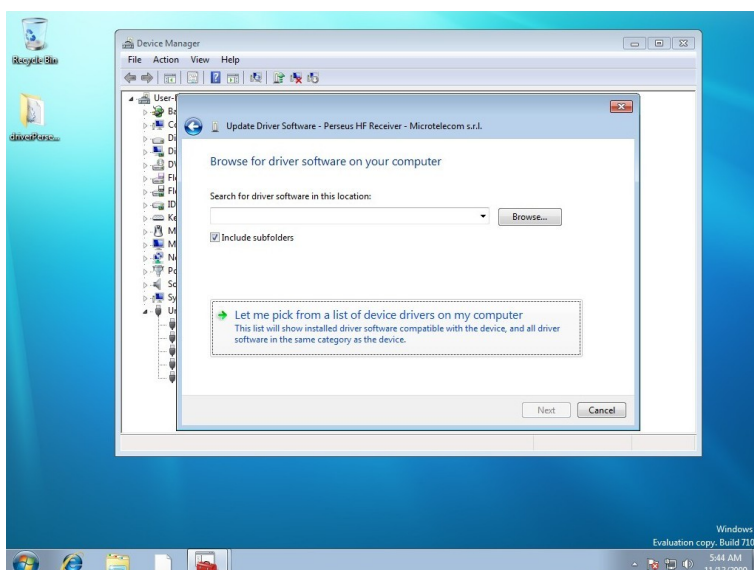 Recycle Bin
driverPerse...
Device Manager
File Action View Help
User-
Update Driver Software - Perseus HF Receiver - Microtelecom s.r.l.
Browse for driver software on your computer
Search for driver software in this location:
Browse...
Include subfolders
Let me pick from a list of device drivers on my computer
This list will show installed driver software compatible with the device, and all driver
software in the same category as the device.
Next Cancel
Windows
Evaluation copy. Build 710
5:44 AM